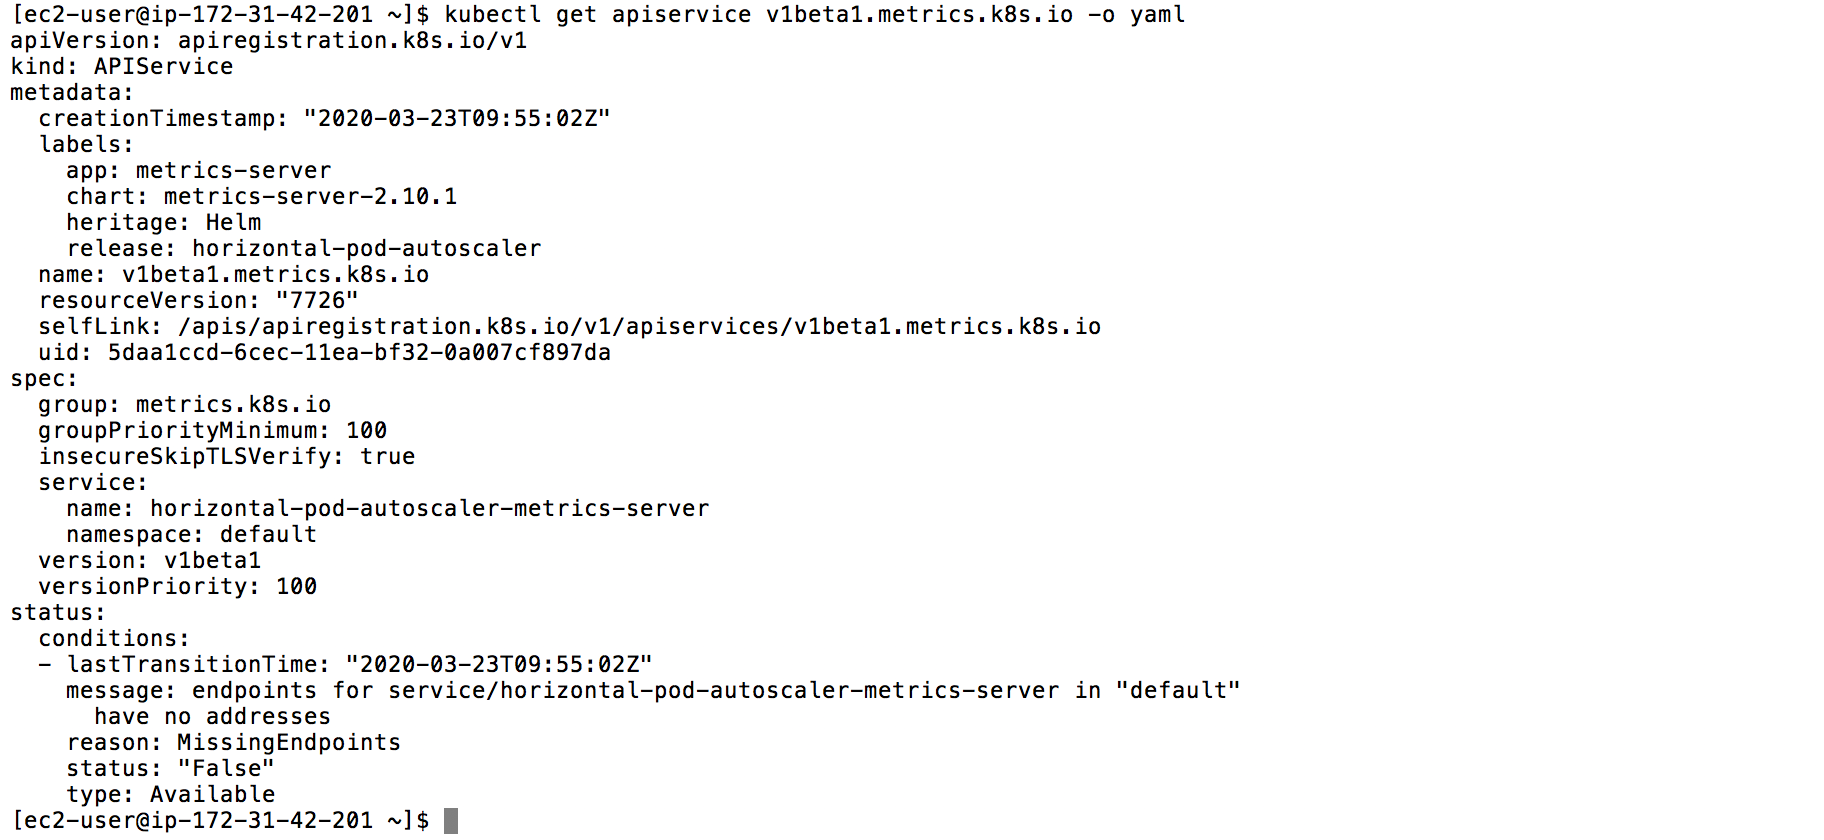 [ec2-user@ip-172-31-42-201 ~]$ kubectl get apiservice v1beta1.metrics.k8s.io -o yaml
apiVersion: apiregistration.k8s.io/v1
kind: APIService
metadata:
  creationTimestamp: "2020-03-23T09:55:02Z"
  labels:
    app: metrics-server
    chart: metrics-server-2.10.1
    heritage: Helm
    release: horizontal-pod-autoscaler
  name: v1beta1.metrics.k8s.io
  resourceVersion: "7726"
  selfLink: /apis/apiregistration.k8s.io/v1/apiservices/v1beta1.metrics.k8s.io
  uid: 5daa1ccd-6cec-11ea-bf32-0a007cf897da
spec:
  group: metrics.k8s.io
  groupPriorityMinimum: 100
  insecureSkipTLSVerify: true
  service:
    name: horizontal-pod-autoscaler-metrics-server
    namespace: default
  version: v1beta1
  versionPriority: 100
status:
  conditions:
  - lastTransitionTime: "2020-03-23T09:55:02Z"
    message: endpoints for service/horizontal-pod-autoscaler-metrics-server in "default"
      have no addresses
    reason: MissingEndpoints
    status: "False"
    type: Available
[ec2-user@ip-172-31-42-201 ~]$